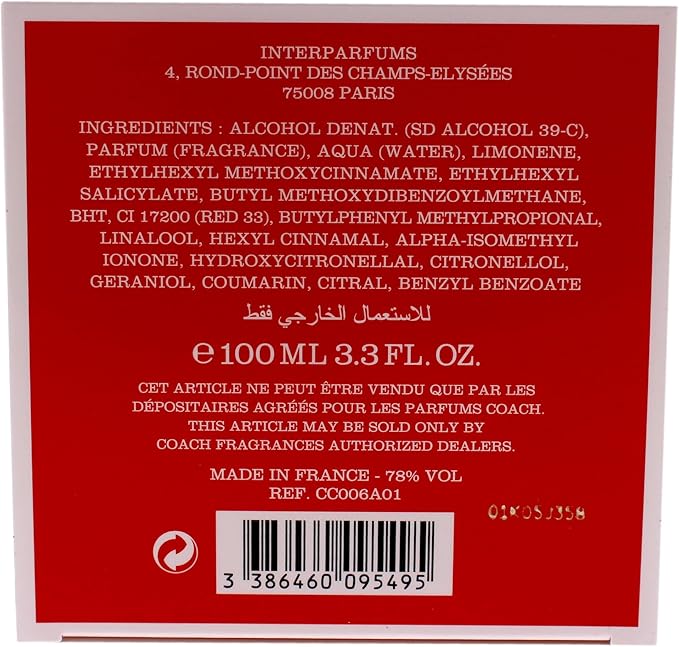 INTERPARFUMS
4, ROND-POINT DES CHAMPS-ELYSÉES
75008 PARIS
INGREDIENTS : ALCOHOL DENAT. (SD ALCOHOL 39-C),
PARFUM (FRAGRANCE), AQUA (WATER), LIMONENE,
ETHYLHEXYL METHOXYCINNAMATE, ETHYLHEXYL
SALICYLATE, BUTYL METHOXYDIBENZOYLMETHANE,
BHT, CI 17200 (RED 33), BUTYLPHENYL METHYLPROPIONAL,
LINALOOL, HEXYL CINNAMAL, ALPHA-ISOMETHYL
IONONE, HYDROXYCITRONELLAL, CITRONELLOL,
GERANIOL, COUMARIN, CITRAL, BENZYL BENZOATE
للاستعمال الخارجي فقط
℮ 100 ML 3.3 FL. OZ.
CET ARTICLE NE PEUT ÊTRE VENDU QUE PAR LES
DÉPOSITAIRES AGRÉÉS POUR LES PARFUMS COACH.
THIS ARTICLE MAY BE SOLD ONLY BY
COACH FRAGRANCES AUTHORIZED DEALERS.
MADE IN FRANCE - 78% VOL
REF. CC006A01
3 386460 095495